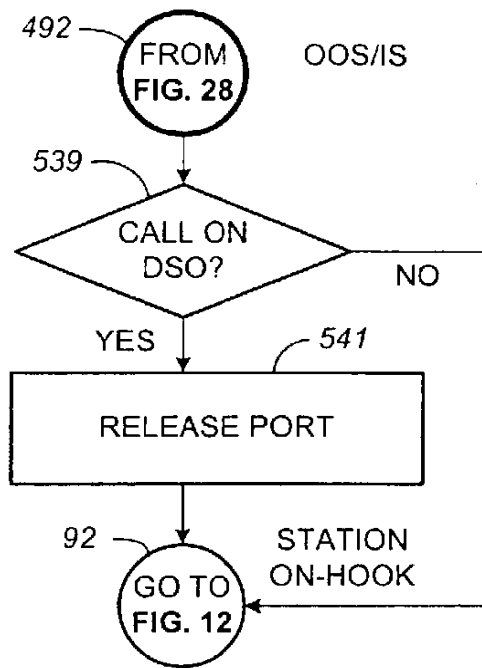 492
FROM
FIG. 28
OOS/IS
539
CALL ON
DSO?
NO
YES
541
RELEASE PORT
92
STATION
ON-HOOK
GO TO
FIG. 12